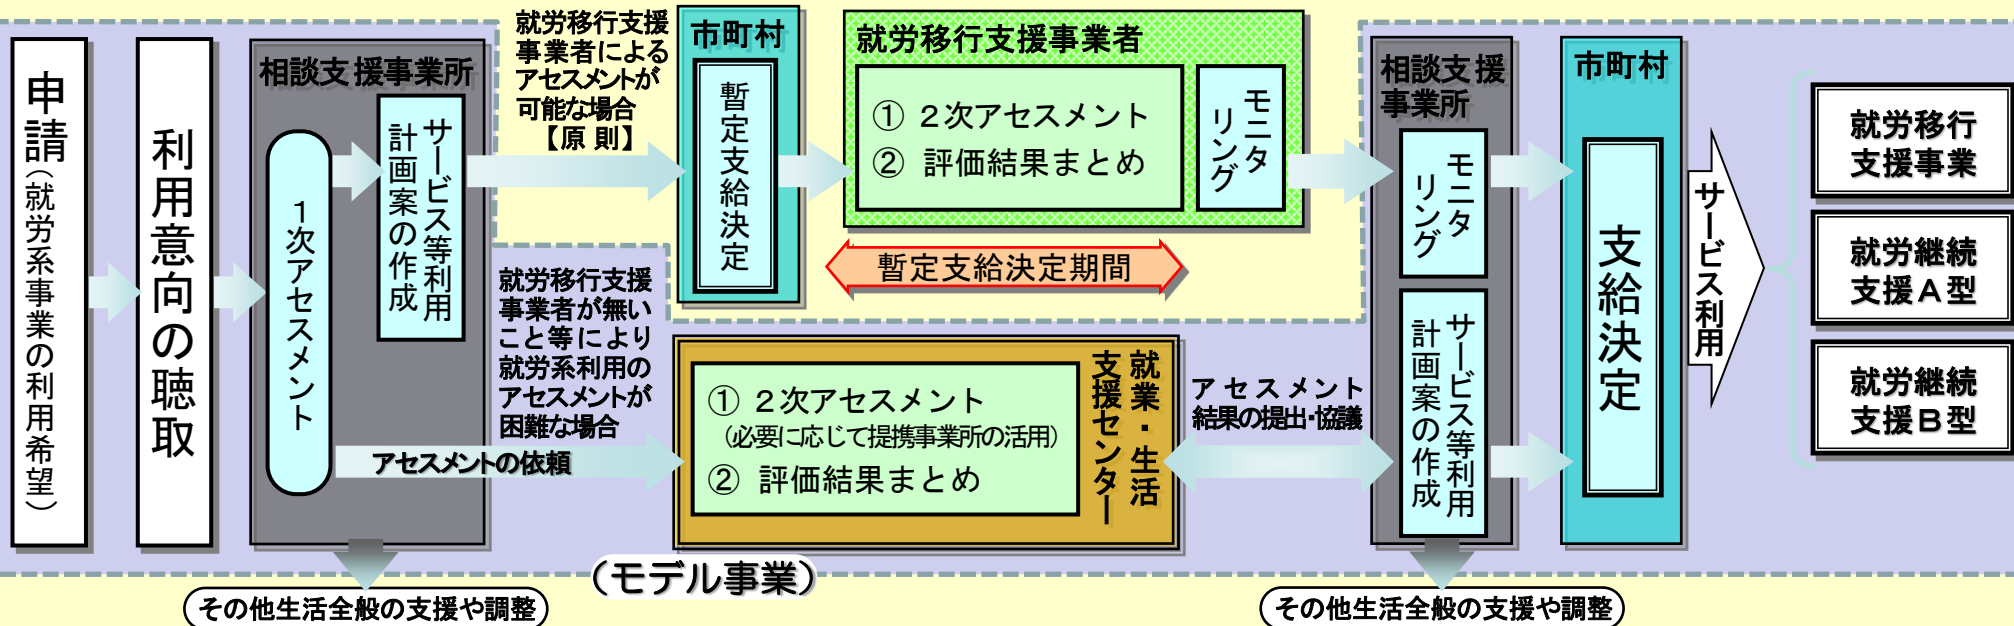 申請（就労系事業の利用希望）
利用意向の聴取
相談支援事業所
１次アセスメント
サービス等利用
計画案の作成
就労移行支援
事業者による
アセスメントが
可能な場合
【原則】
市町村
暫定支給決定
就労移行支援事業者
① ２次アセスメント
② 評価結果まとめ
モニタ
リング
暫定支給決定期間
就労移行支援
事業者が無い
こと等により
就労系利用の
アセスメントが
困難な場合
アセスメントの依頼
① ２次アセスメント
（必要に応じて提携事業所の活用）
② 評価結果まとめ
就業・生活
支援センター
アセスメント
結果の提出・協議
相談支援
事業所
モニタ
リング
サービス等利用
計画案の作成
市町村
支給決定
サービス利用
就労移行
支援事業
就労継続
支援Ａ型
就労継続
支援Ｂ型
（モデル事業）
その他生活全般の支援や調整
その他生活全般の支援や調整